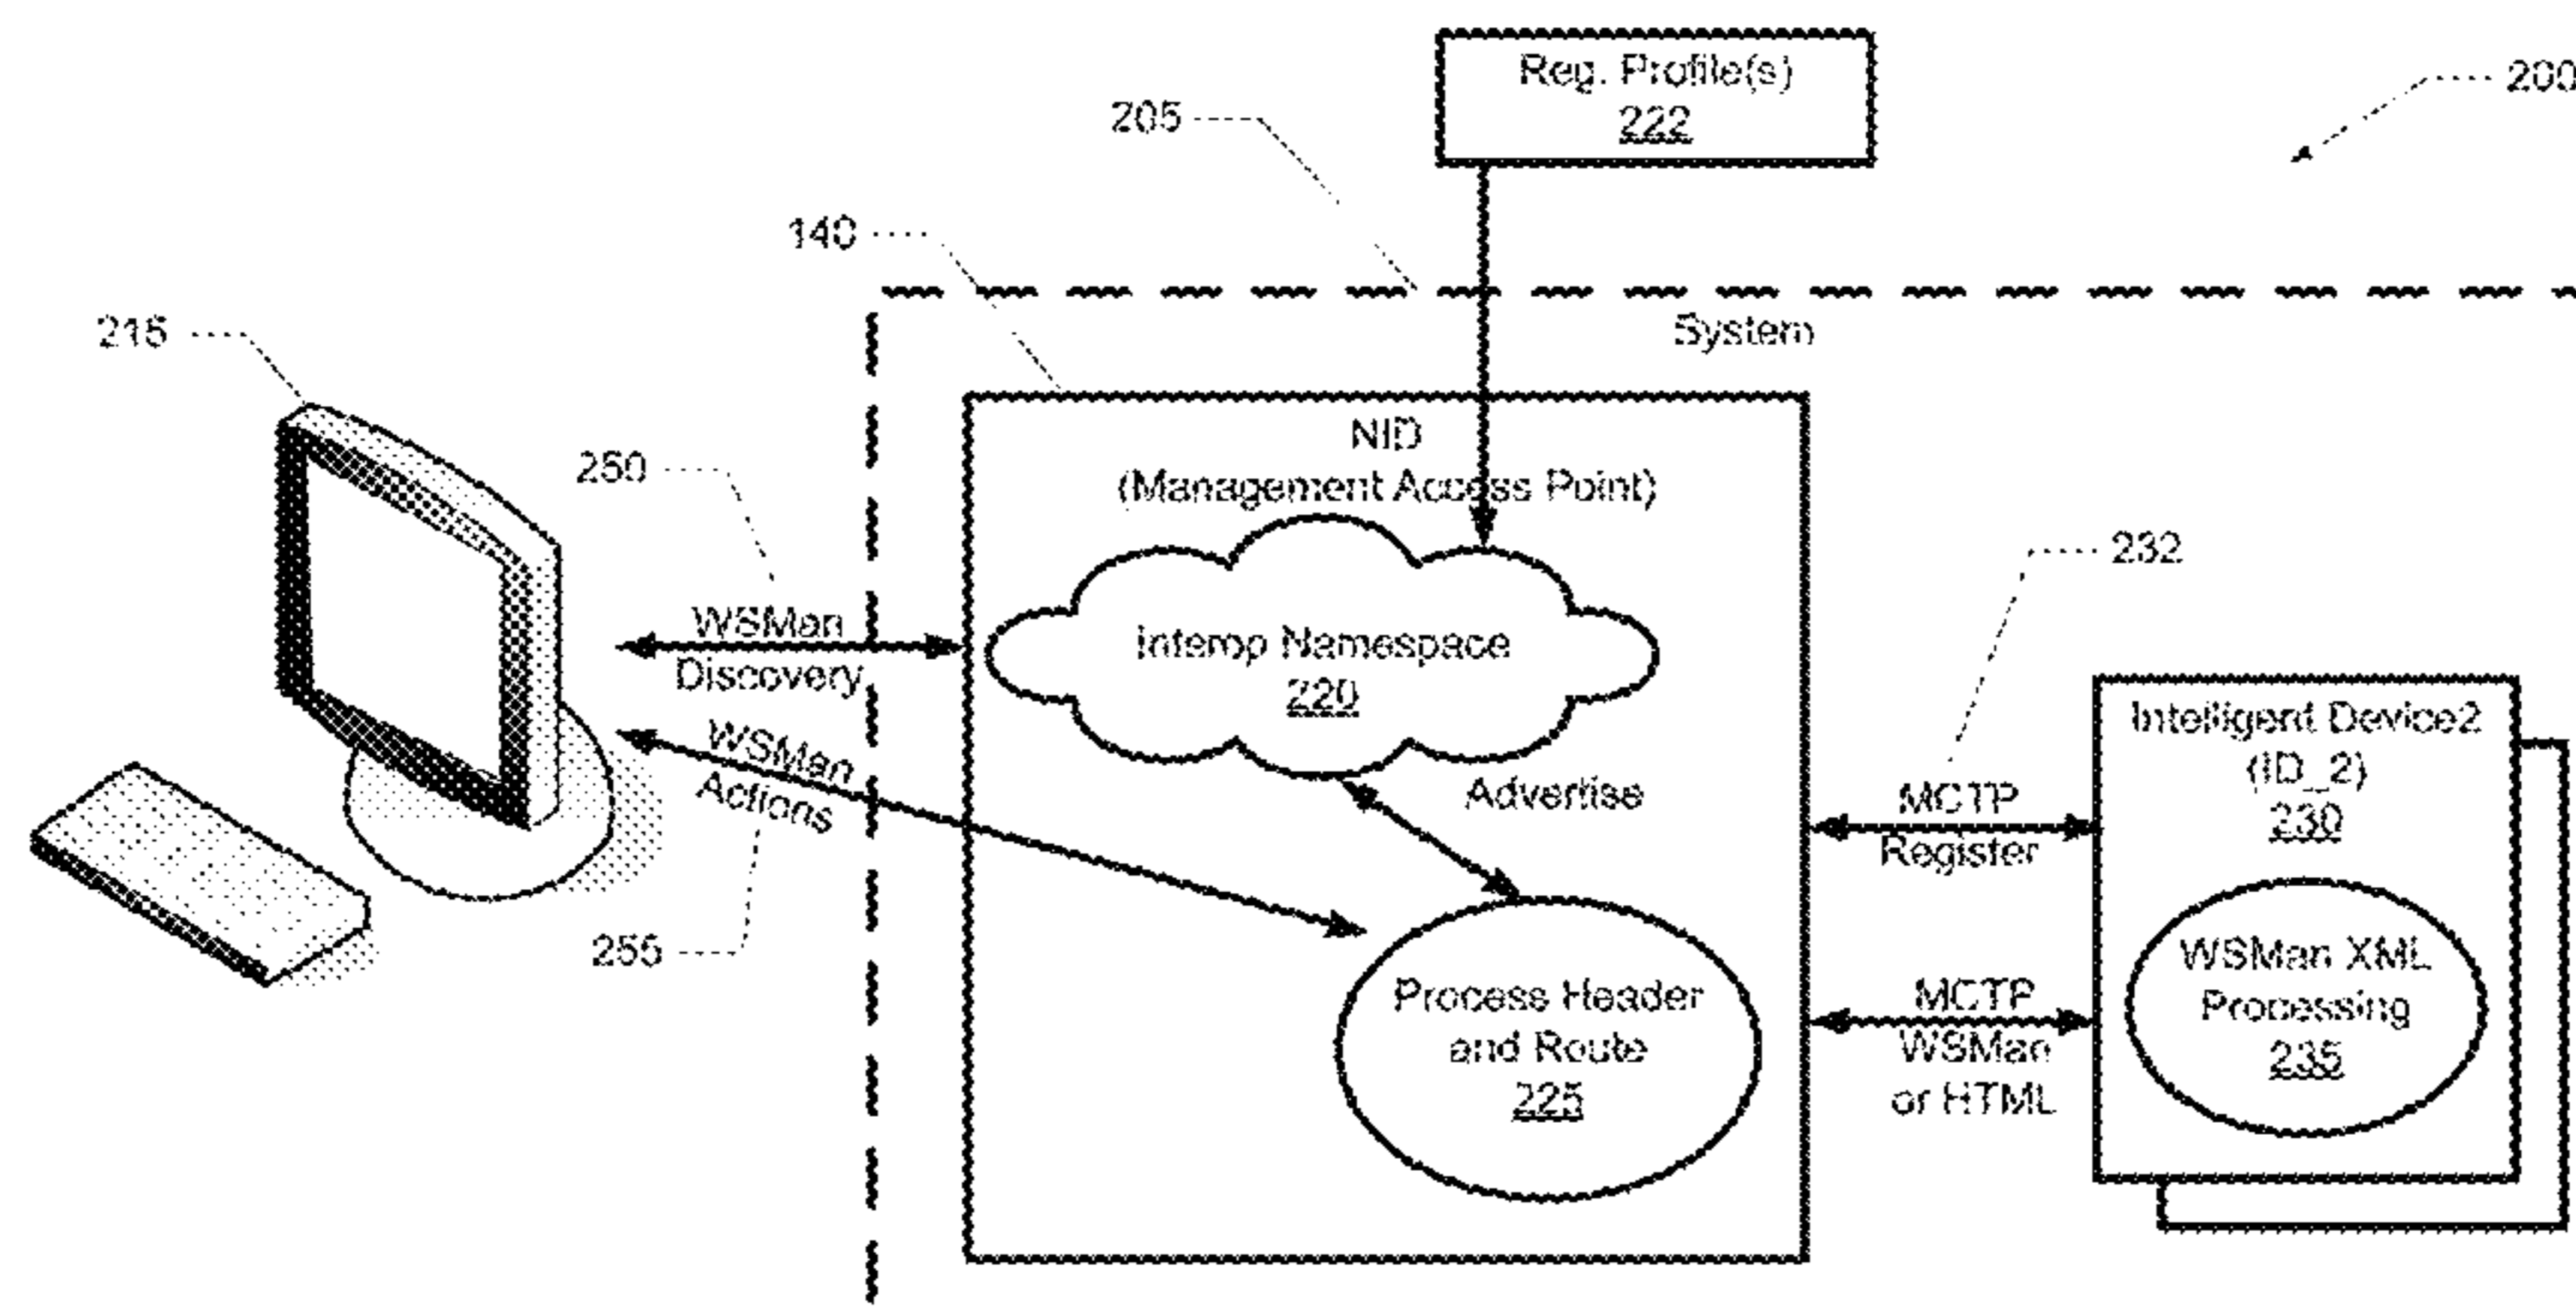 Reg. Profile(s)
222
200
205
140
System
215
NID
(Management Access Point)
250
232
WSMan
Discovery
Interop Namespace
220
Intelligent Device2
(ID_2)
230
WSMan
Actions
Advertise
MCTP
Register
255
Process Header
and Route
225
WSMan XML
Processing
235
MCTP
WSMan
or HTML